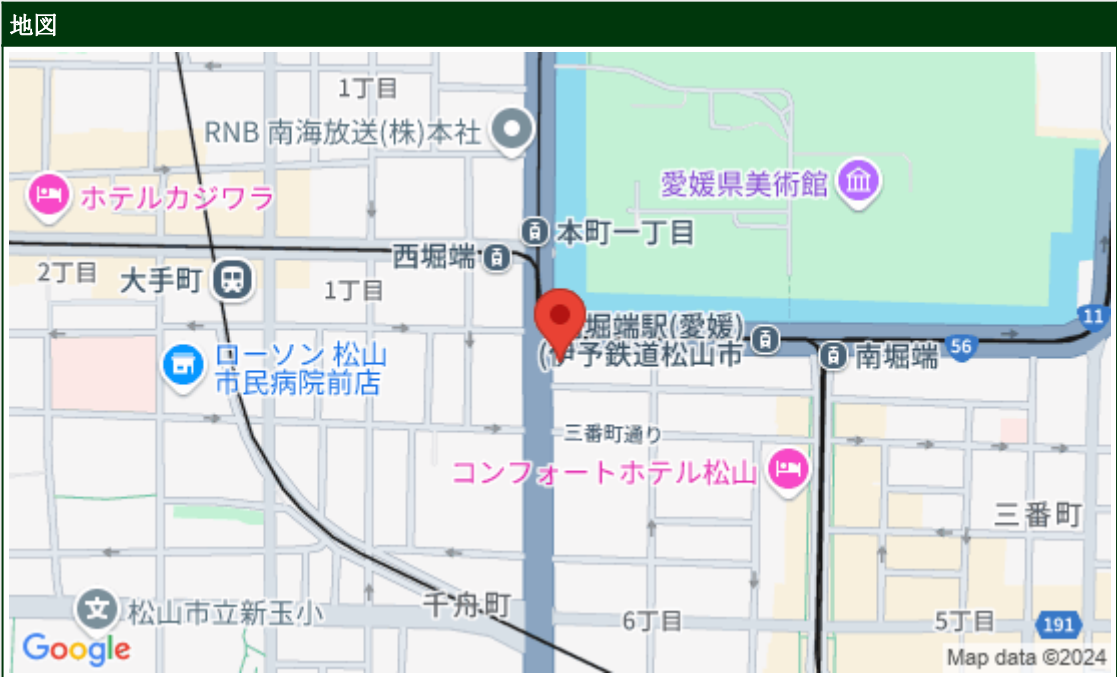 地図
1丁目
RNB 南海放送(株)本社
愛媛県美術館
ホテルカジワラ
本町一丁目
西堀端
2丁目
大手町
1丁目
11
堀端駅(愛媛)
(伊予鉄道松山市
南堀端
56
ローソン 松山
市民病院前店
三番町通り
コンフォートホテル松山
三番町
千舟町
松山市立新玉小
6丁目
5丁目
191
Google
Map data ©2024